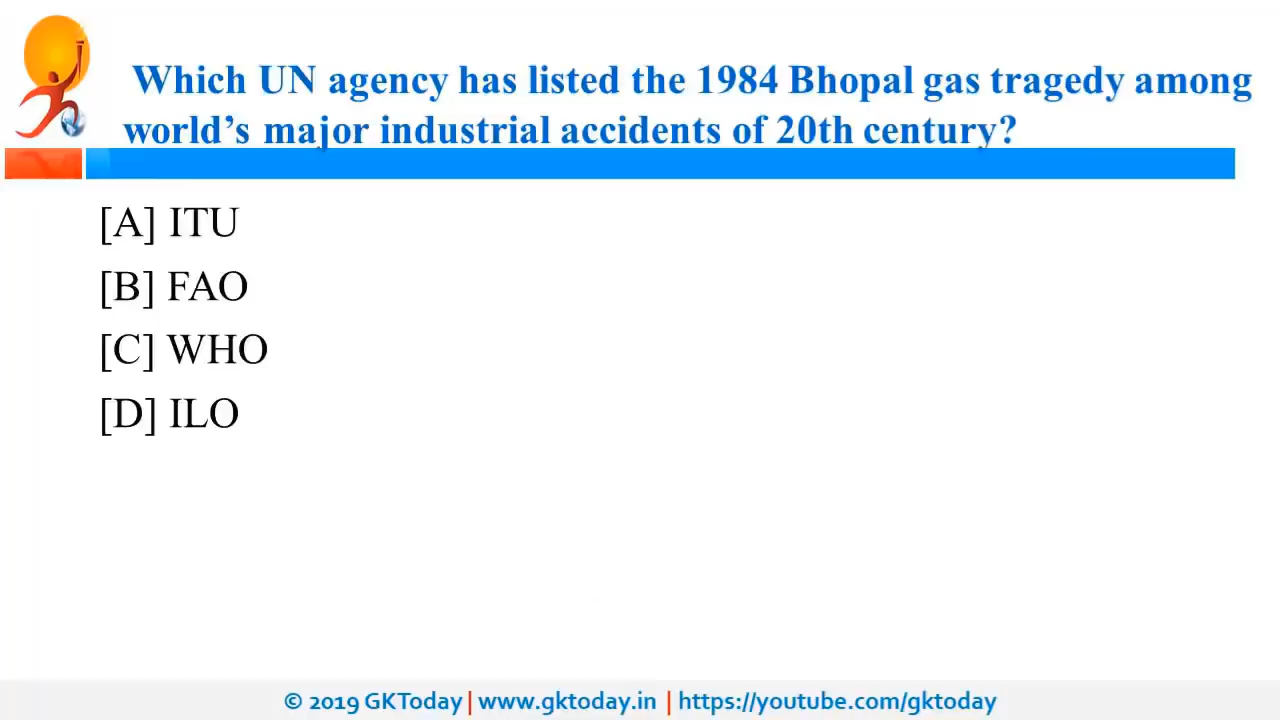 Which UN agency has listed the 1984 Bhopal gas tragedy among
world’s major industrial accidents of 20th century?
[A] ITU
[B] FAO
[C] WHO
[D] ILO
© 2019 GKToday | www.gktoday.in | https://youtube.com/gktoday